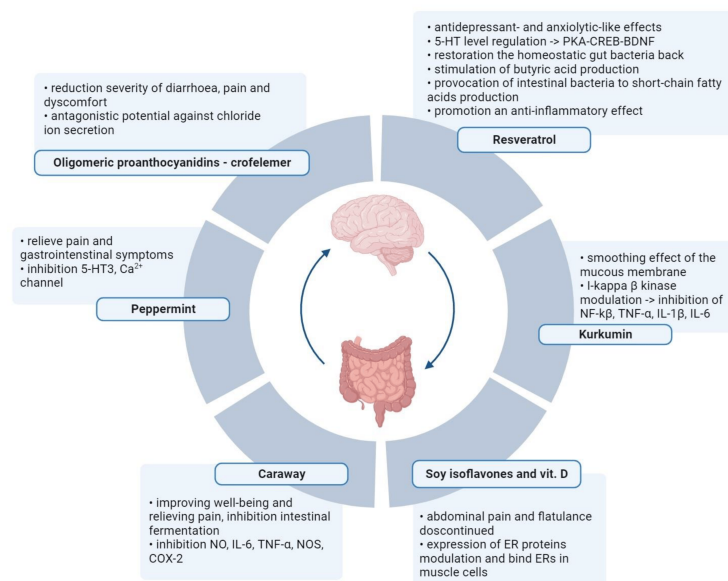 • antidepressant- and anxiolytic-like effects
• 5-HT level regulation -> PKA-CREB-BDNF
• restoration the homeostatic gut bacteria back
• stimulation of butyric acid production
• provocation of intestinal bacteria to short-chain fatty
acids production
• promotion an anti-inflammatory effect
Resveratrol
• reduction severity of diarrhoea, pain and
dyscomfort
• antagonistic potential against chloride
ion secretion
Oligomeric proanthocyanidins - crofelemer
• relieve pain and
gastrointenstinal symptoms
• inhibition 5-HT3, Ca²⁺
channel
Peppermint
• smoothing effect of the
mucous membrane
• I-kappa β kinase
modulation -> inhibition of
NF-kβ, TNF-α, IL-1β, IL-6
Kurkumin
Caraway
• improving well-being and
relieving pain, inhibition intestinal
fermentation
• inhibition NO, IL-6, TNF-α, NOS,
COX-2
Soy isoflavones and vit. D
• abdominal pain and flatulance
doscontinued
• expression of ER proteins
modulation and bind ERs in
muscle cells